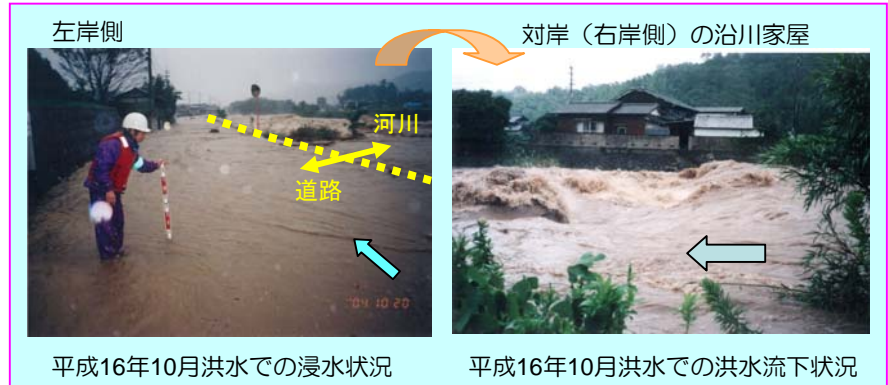 左岸側
対岸（右岸側）の沿川家屋
河川
道路
'04 10 20
平成16年10月洪水での浸水状況
平成16年10月洪水での洪水流下状況